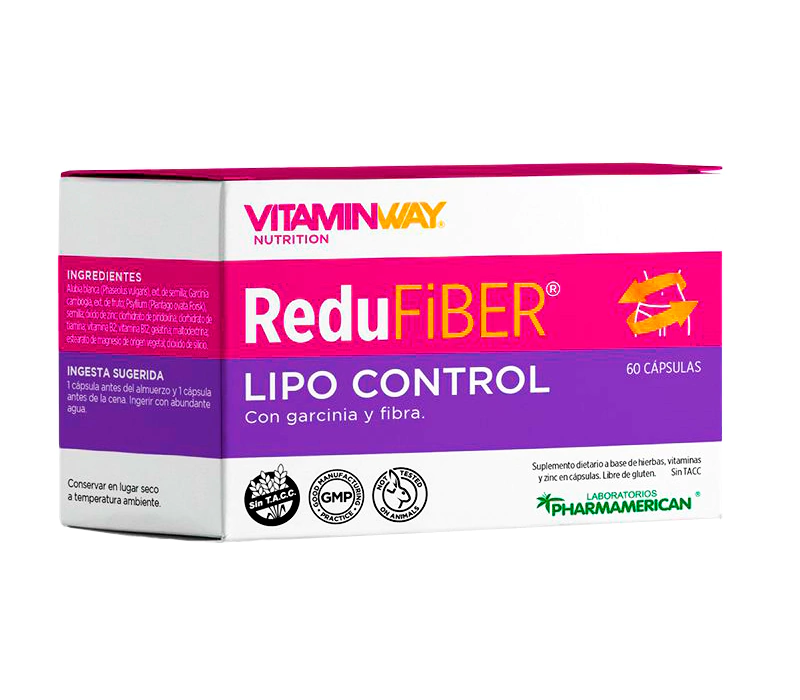 VITAMINWAY®
NUTRITION
ReduFiBER®
LIPO CONTROL
Con garcinia y fibra.
60 CÁPSULAS
Suplemento dietario a base de hierbas, vitaminas
y zinc en cápsulas. Libre de gluten. Sin TACC
Sin T.A.C.C.
GOOD MANUFACTURING
GMP
PRACTICE
NOT TESTED
ON ANIMALS
LABORATORIOS
PHARMAMERICAN®
INGREDIENTES
Alubia blanca (Phaseolus vulgaris), ext. de semilla; Garcinia
cambogia, ext. de fruto; Psyllium (Plantago ovata Forsk),
semilla; óxido de zinc; clorhidrato de piridoxina; clorhidrato de
tiamina; vitamina B2; vitamina B12; gelatina; maltodextrina;
estearato de magnesio de origen vegetal; dióxido de silicio.
INGESTA SUGERIDA
1 cápsula antes del almuerzo y 1 cápsula
antes de la cena. Ingerir con abundante
agua.
Conservar en lugar seco
a temperatura ambiente.